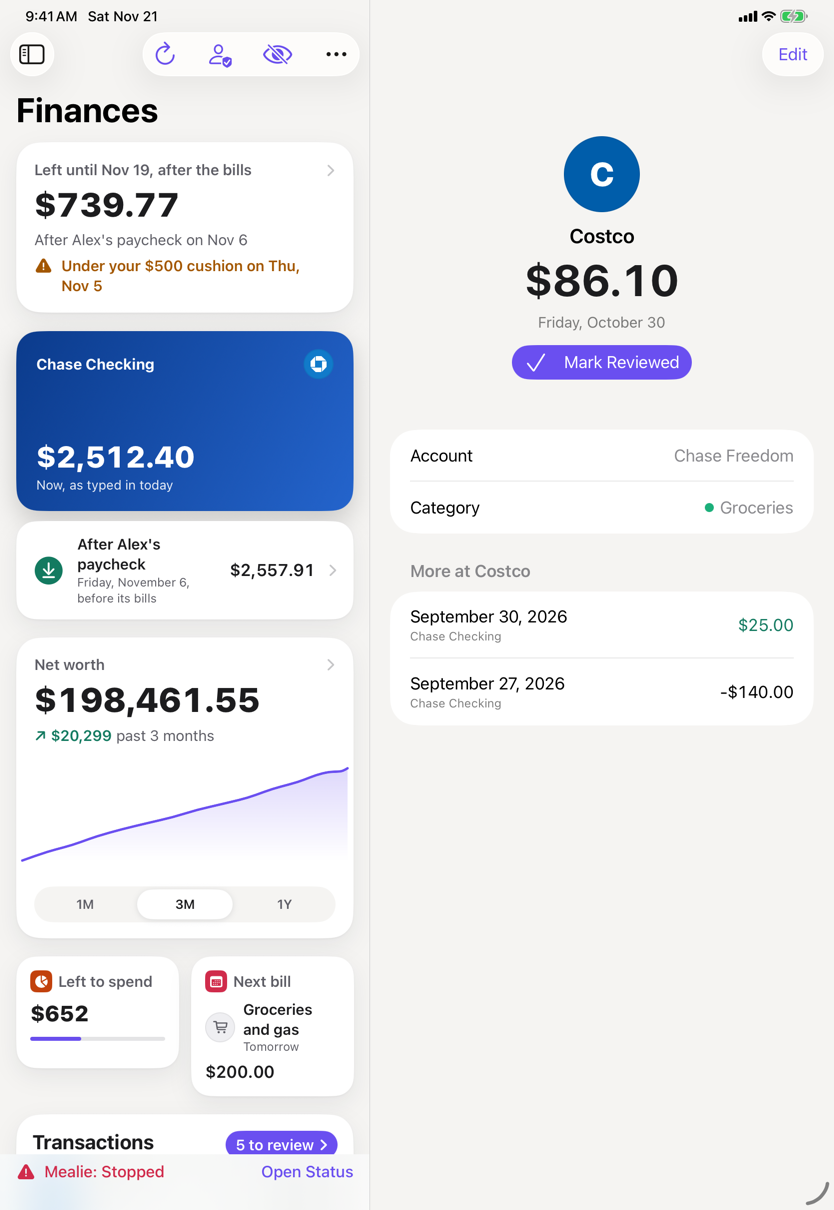 9:41 AM Sat Nov 21
Edit
Finances
Left until Nov 19, after the bills
$739.77
After Alex's paycheck on Nov 6
Under your $500 cushion on Thu,
Nov 5
Chase Checking
$2,512.40
Now, as typed in today
After Alex's
paycheck
Friday, November 6,
before its bills
$2,557.91
Net worth
$198,461.55
$20,299 past 3 months
1M
3M
1Y
Left to spend
$652
Next bill
Groceries
and gas
Tomorrow
$200.00
Transactions
5 to review
Mealie: Stopped
Open Status
C
Costco
$86.10
Friday, October 30
Mark Reviewed
Account
Chase Freedom
Category
Groceries
More at Costco
September 30, 2026
Chase Checking
$25.00
September 27, 2026
Chase Checking
-$140.00